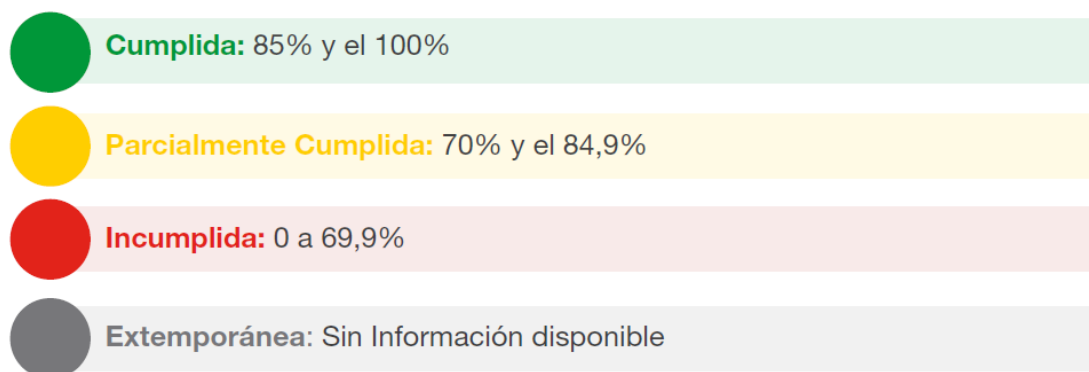 Cumplida: 85% y el 100%
Parcialmente Cumplida: 70% y el 84,9%
Incumplida: 0 a 69,9%
Extemporánea: Sin Información disponible